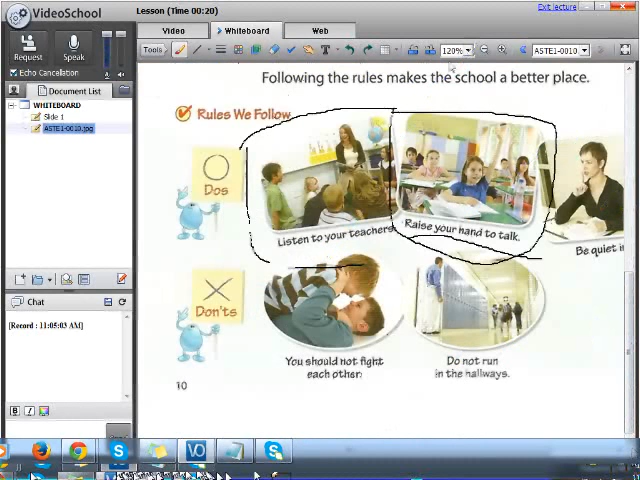 VideoSchool
Lesson (Time 00:20)
Exit lecture
Video
Whiteboard
Web
Request
Speak
Echo Cancellation
Tools
120%
ASTE1-0010.
Document List
WHITEBOARD
Slide 1
ASTE1-0010.jpg
Following the rules makes the school a better place.
Rules We Follow
Dos
Listen to your teachers
Raise your hand to talk.
Be quiet i
Don'ts
You should not fight
each other.
Do not run
in the hallways.
10
Chat
[Record : 11:05:03 AM]
B I
VO